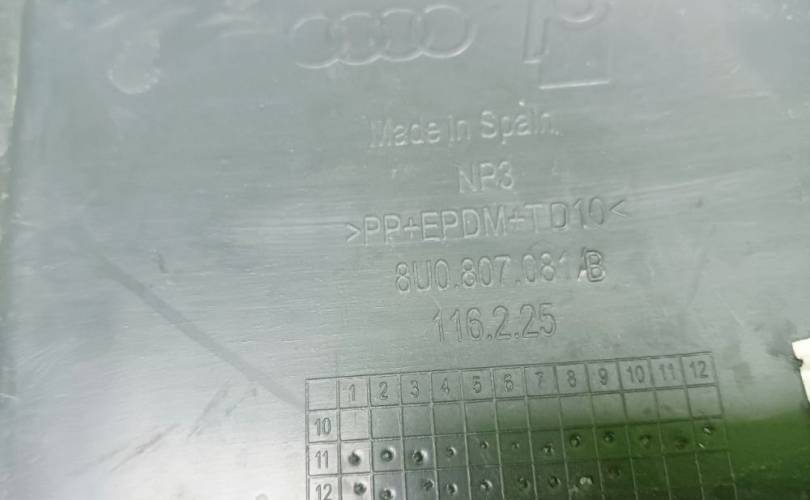 Made in Spain.
NP3
>PP+EPDM+TD10<
8U0.807.081/B
116.2.25
1 2 3 4 5 6 7 8 9 10 11 12
10
11
12